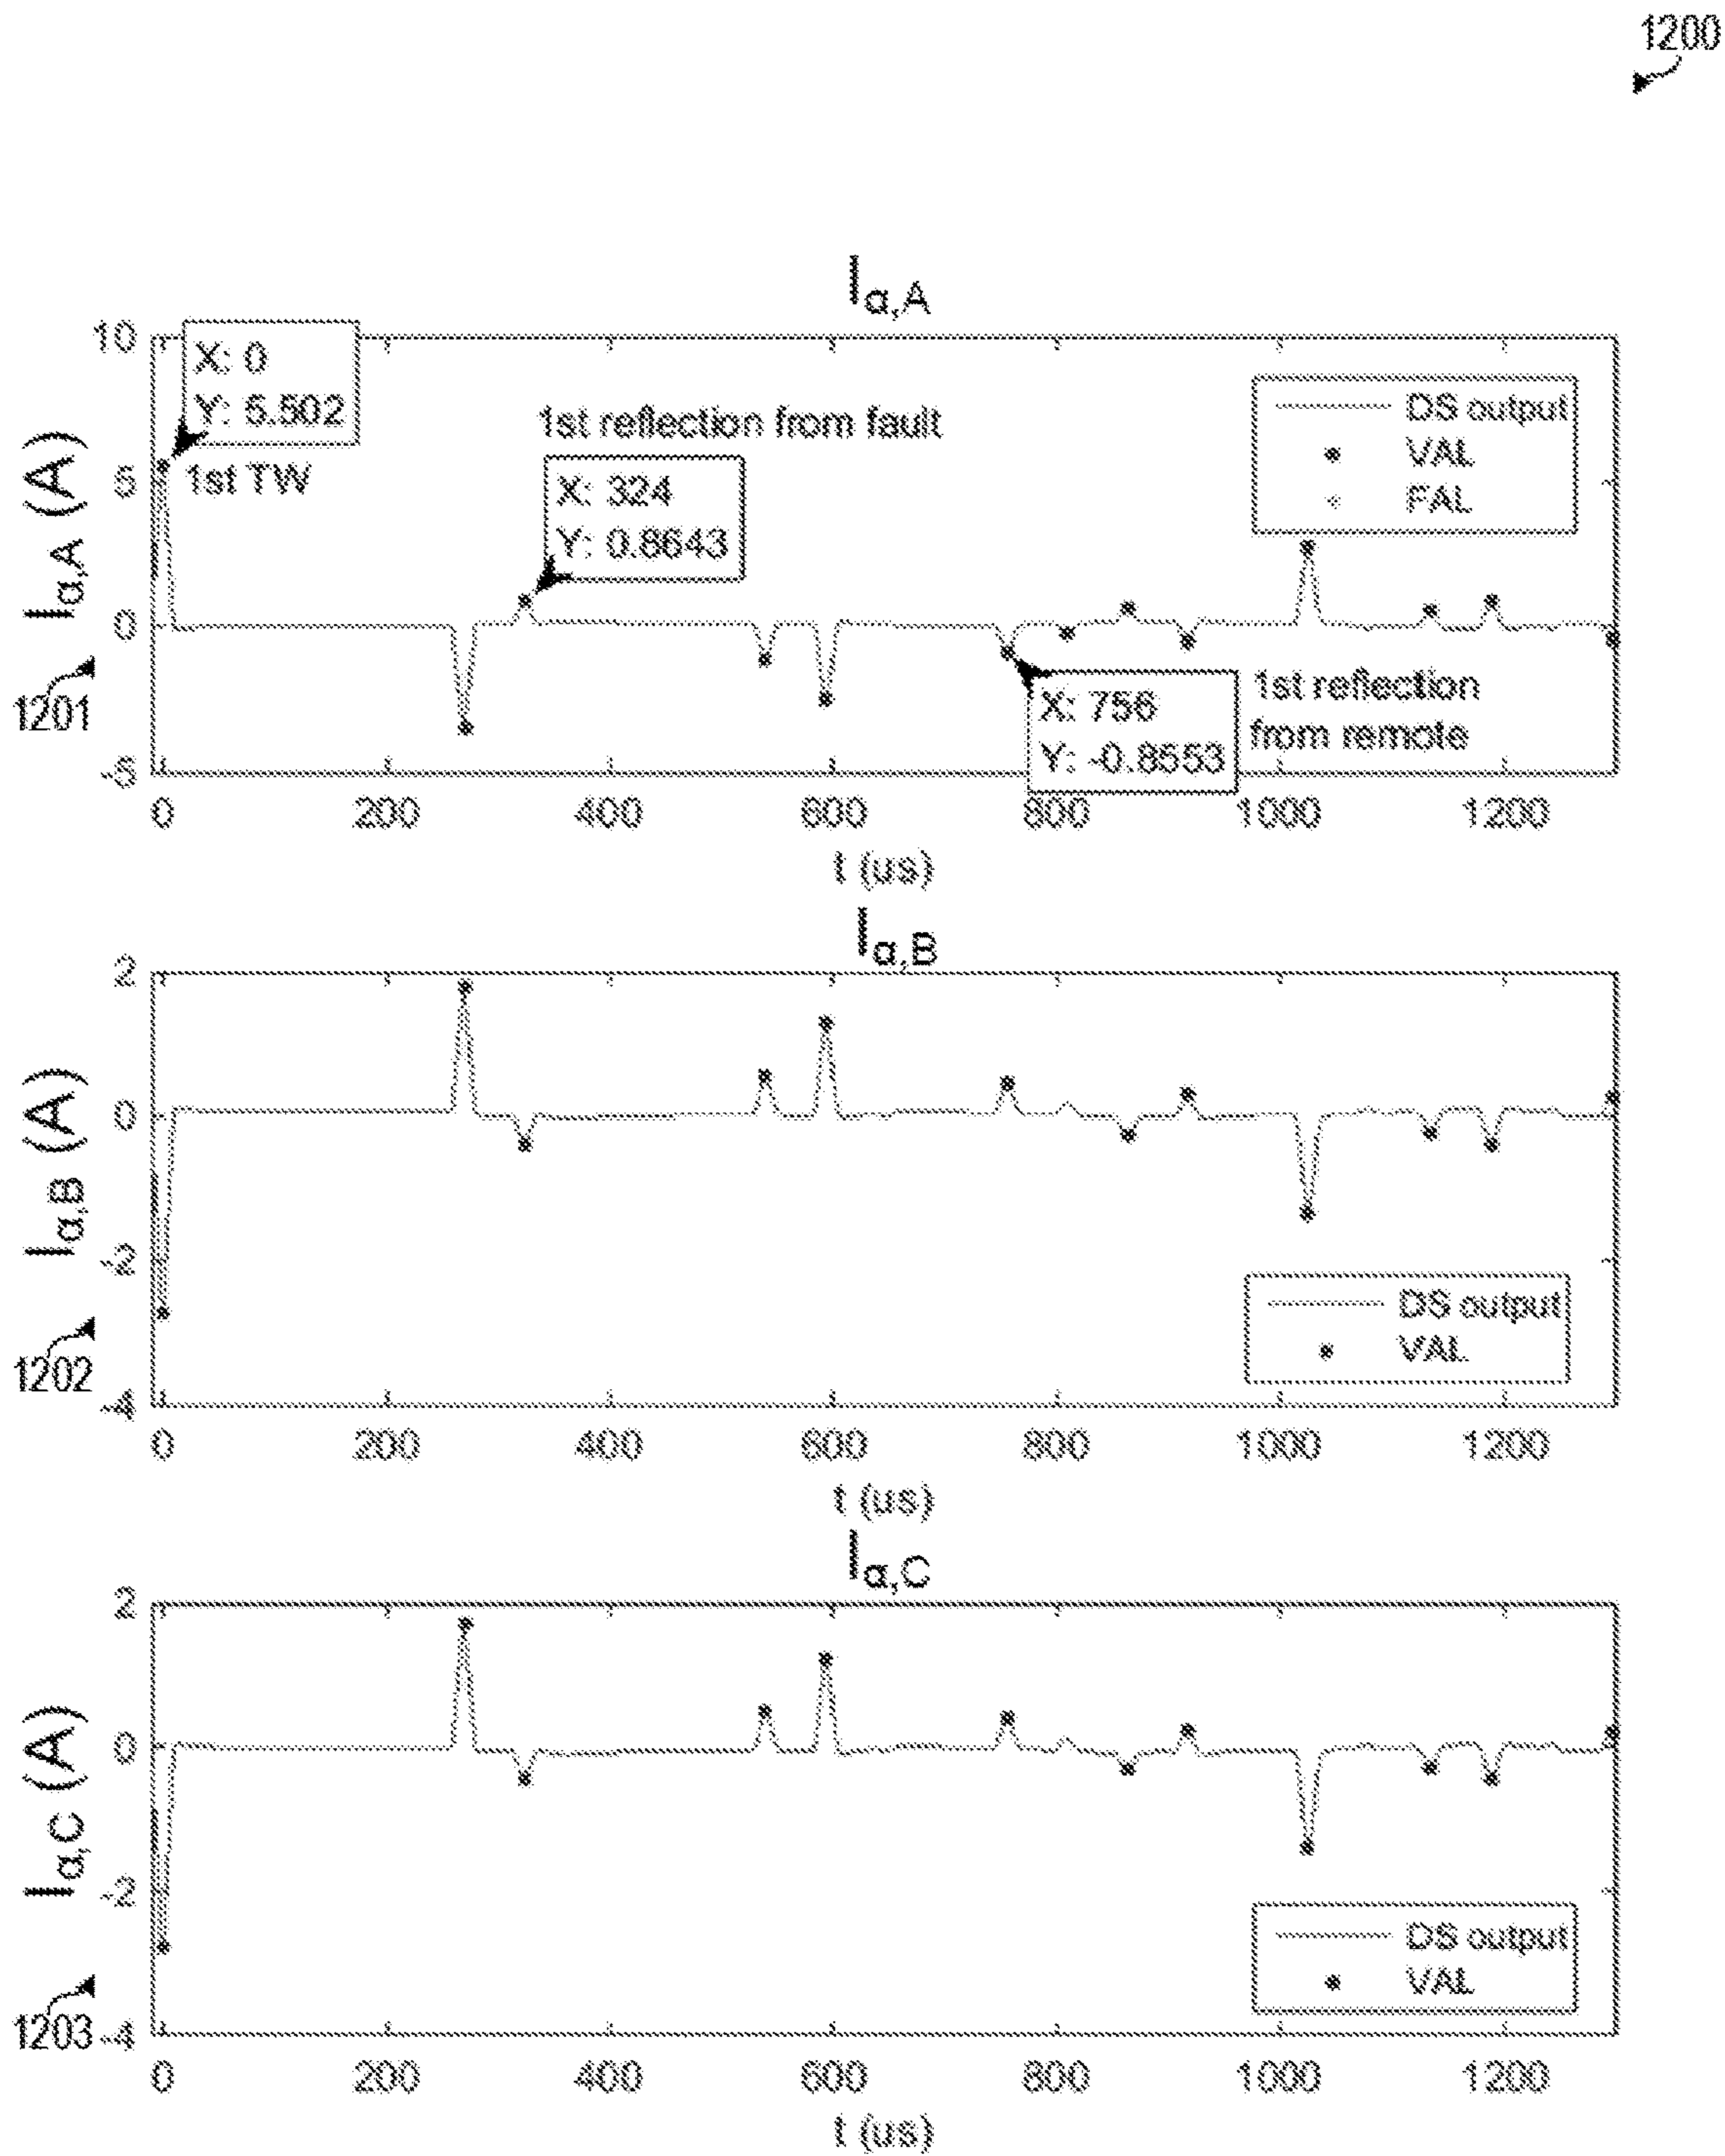 1200
Iα,A
10
5
0
-5
Iα,A (A)
1201
X: 0
Y: 5.502
1st TW
1st reflection from fault
X: 324
Y: 0.8643
DS output
VAL
FAL
X: 756
Y: -0.8553
1st reflection
from remote
0 200 400 600 800 1000 1200
t (us)
Iα,B
2
0
-2
-4
Iα,B (A)
1202
DS output
VAL
0 200 400 600 800 1000 1200
t (us)
Iα,C
2
0
-2
-4
Iα,C (A)
1203
DS output
VAL
0 200 400 600 800 1000 1200
t (us)